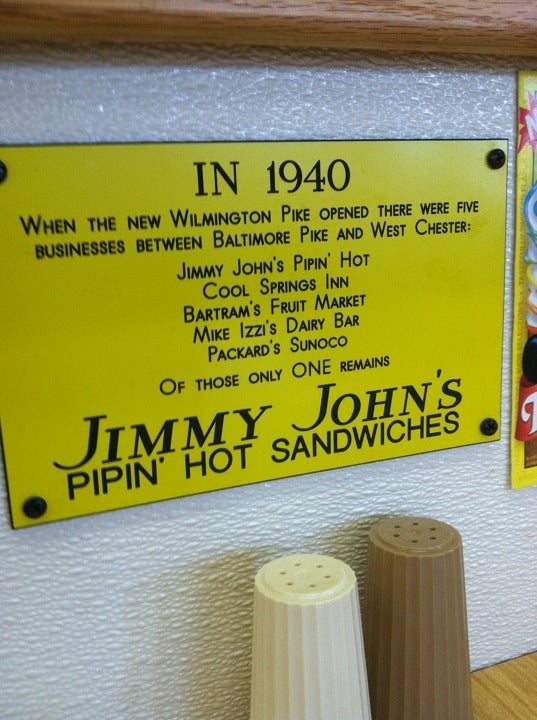 IN 1940
WHEN THE NEW WILMINGTON PIKE OPENED THERE WERE FIVE
BUSINESSES BETWEEN BALTIMORE PIKE AND WEST CHESTER:
JIMMY JOHN'S PIPIN' HOT
COOL SPRINGS INN
BARTRAM'S FRUIT MARKET
MIKE IZZI'S DAIRY BAR
PACKARD'S SUNOCO
OF THOSE ONLY ONE REMAINS
JIMMY JOHN'S
PIPIN' HOT SANDWICHES